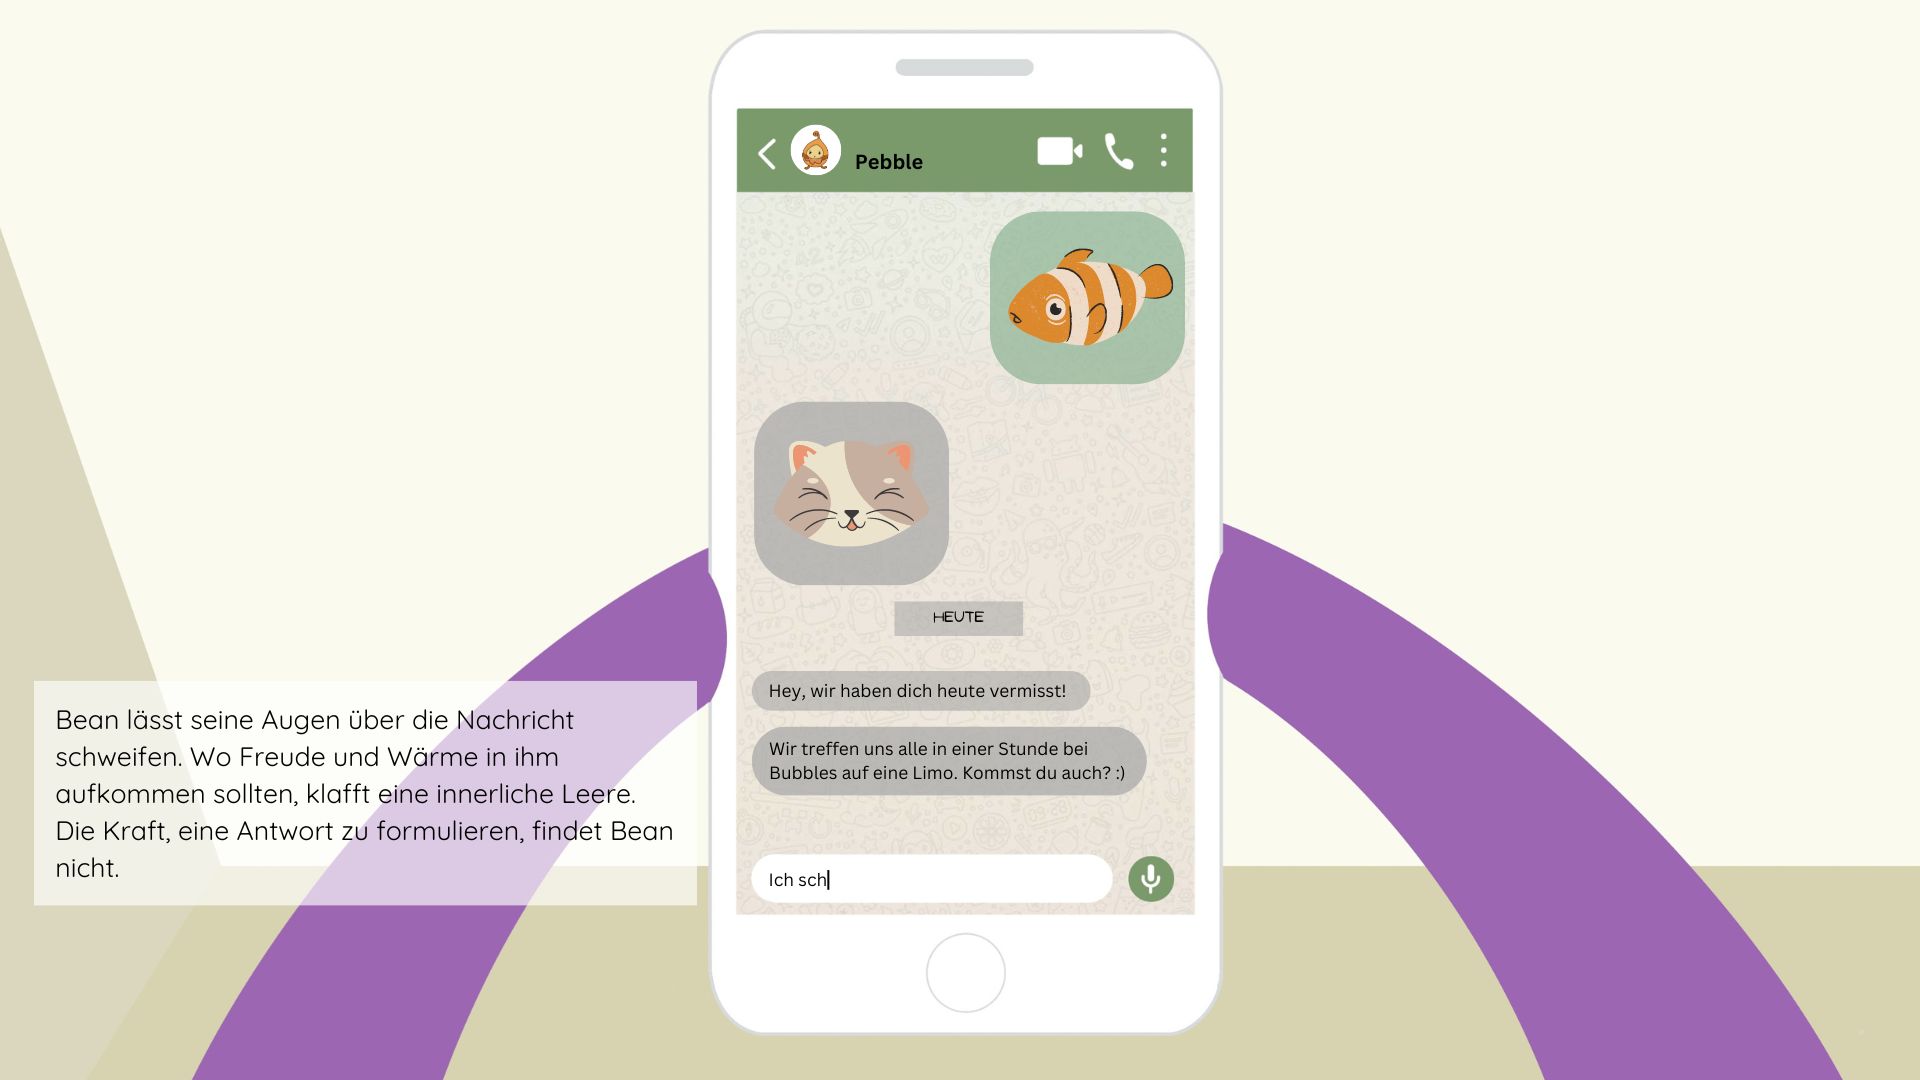 Pebble
HEUTE
Hey, wir haben dich heute vermisst!
Wir treffen uns alle in einer Stunde bei
Bubbles auf eine Limo. Kommst du auch? :)
Ich sch
Bean lässt seine Augen über die Nachricht
schweifen. Wo Freude und Wärme in ihm
aufkommen sollten, klafft eine innerliche Leere.
Die Kraft, eine Antwort zu formulieren, findet Bean
nicht.